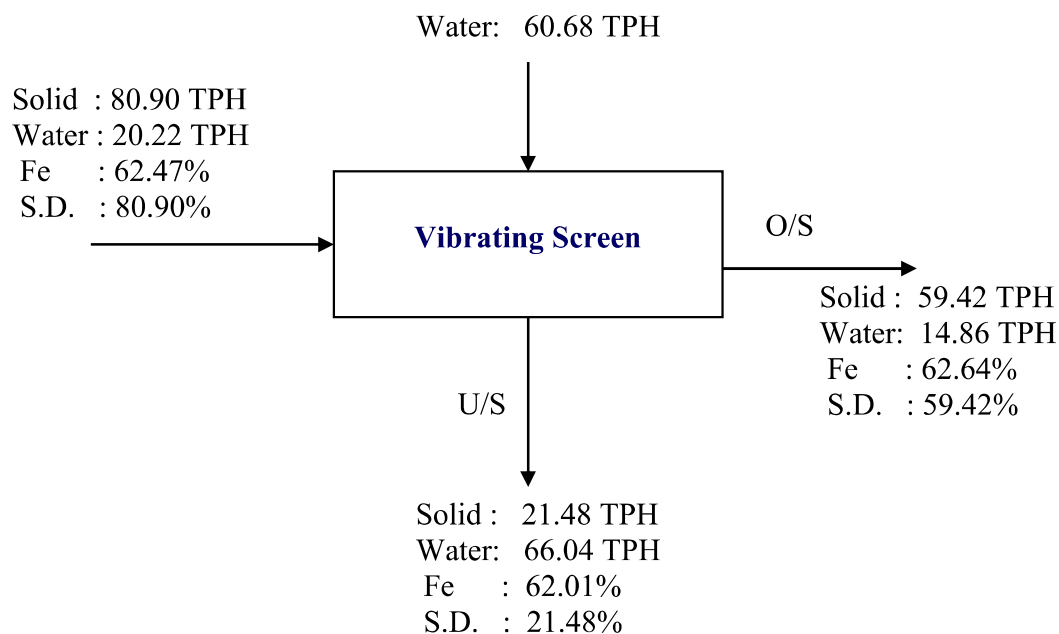 Water: 60.68 TPH
Solid : 80.90 TPH
Water : 20.22 TPH
Fe : 62.47%
S.D. : 80.90%
Vibrating Screen
O/S
Solid : 59.42 TPH
Water: 14.86 TPH
Fe : 62.64%
S.D. : 59.42%
U/S
Solid : 21.48 TPH
Water: 66.04 TPH
Fe : 62.01%
S.D. : 21.48%